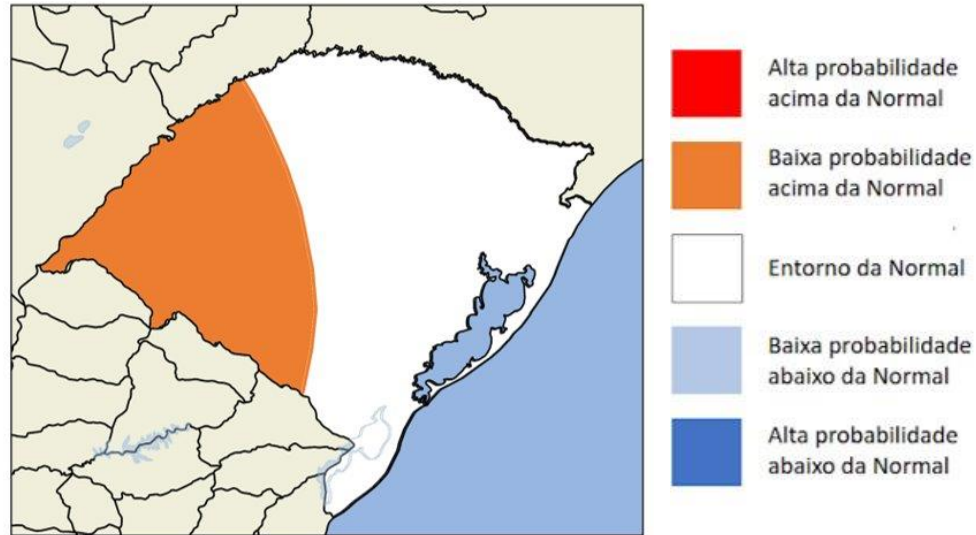 Alta probabilidade
acima da Normal
Baixa probabilidade
acima da Normal
Entorno da Normal
Baixa probabilidade
abaixo da Normal
Alta probabilidade
abaixo da Normal